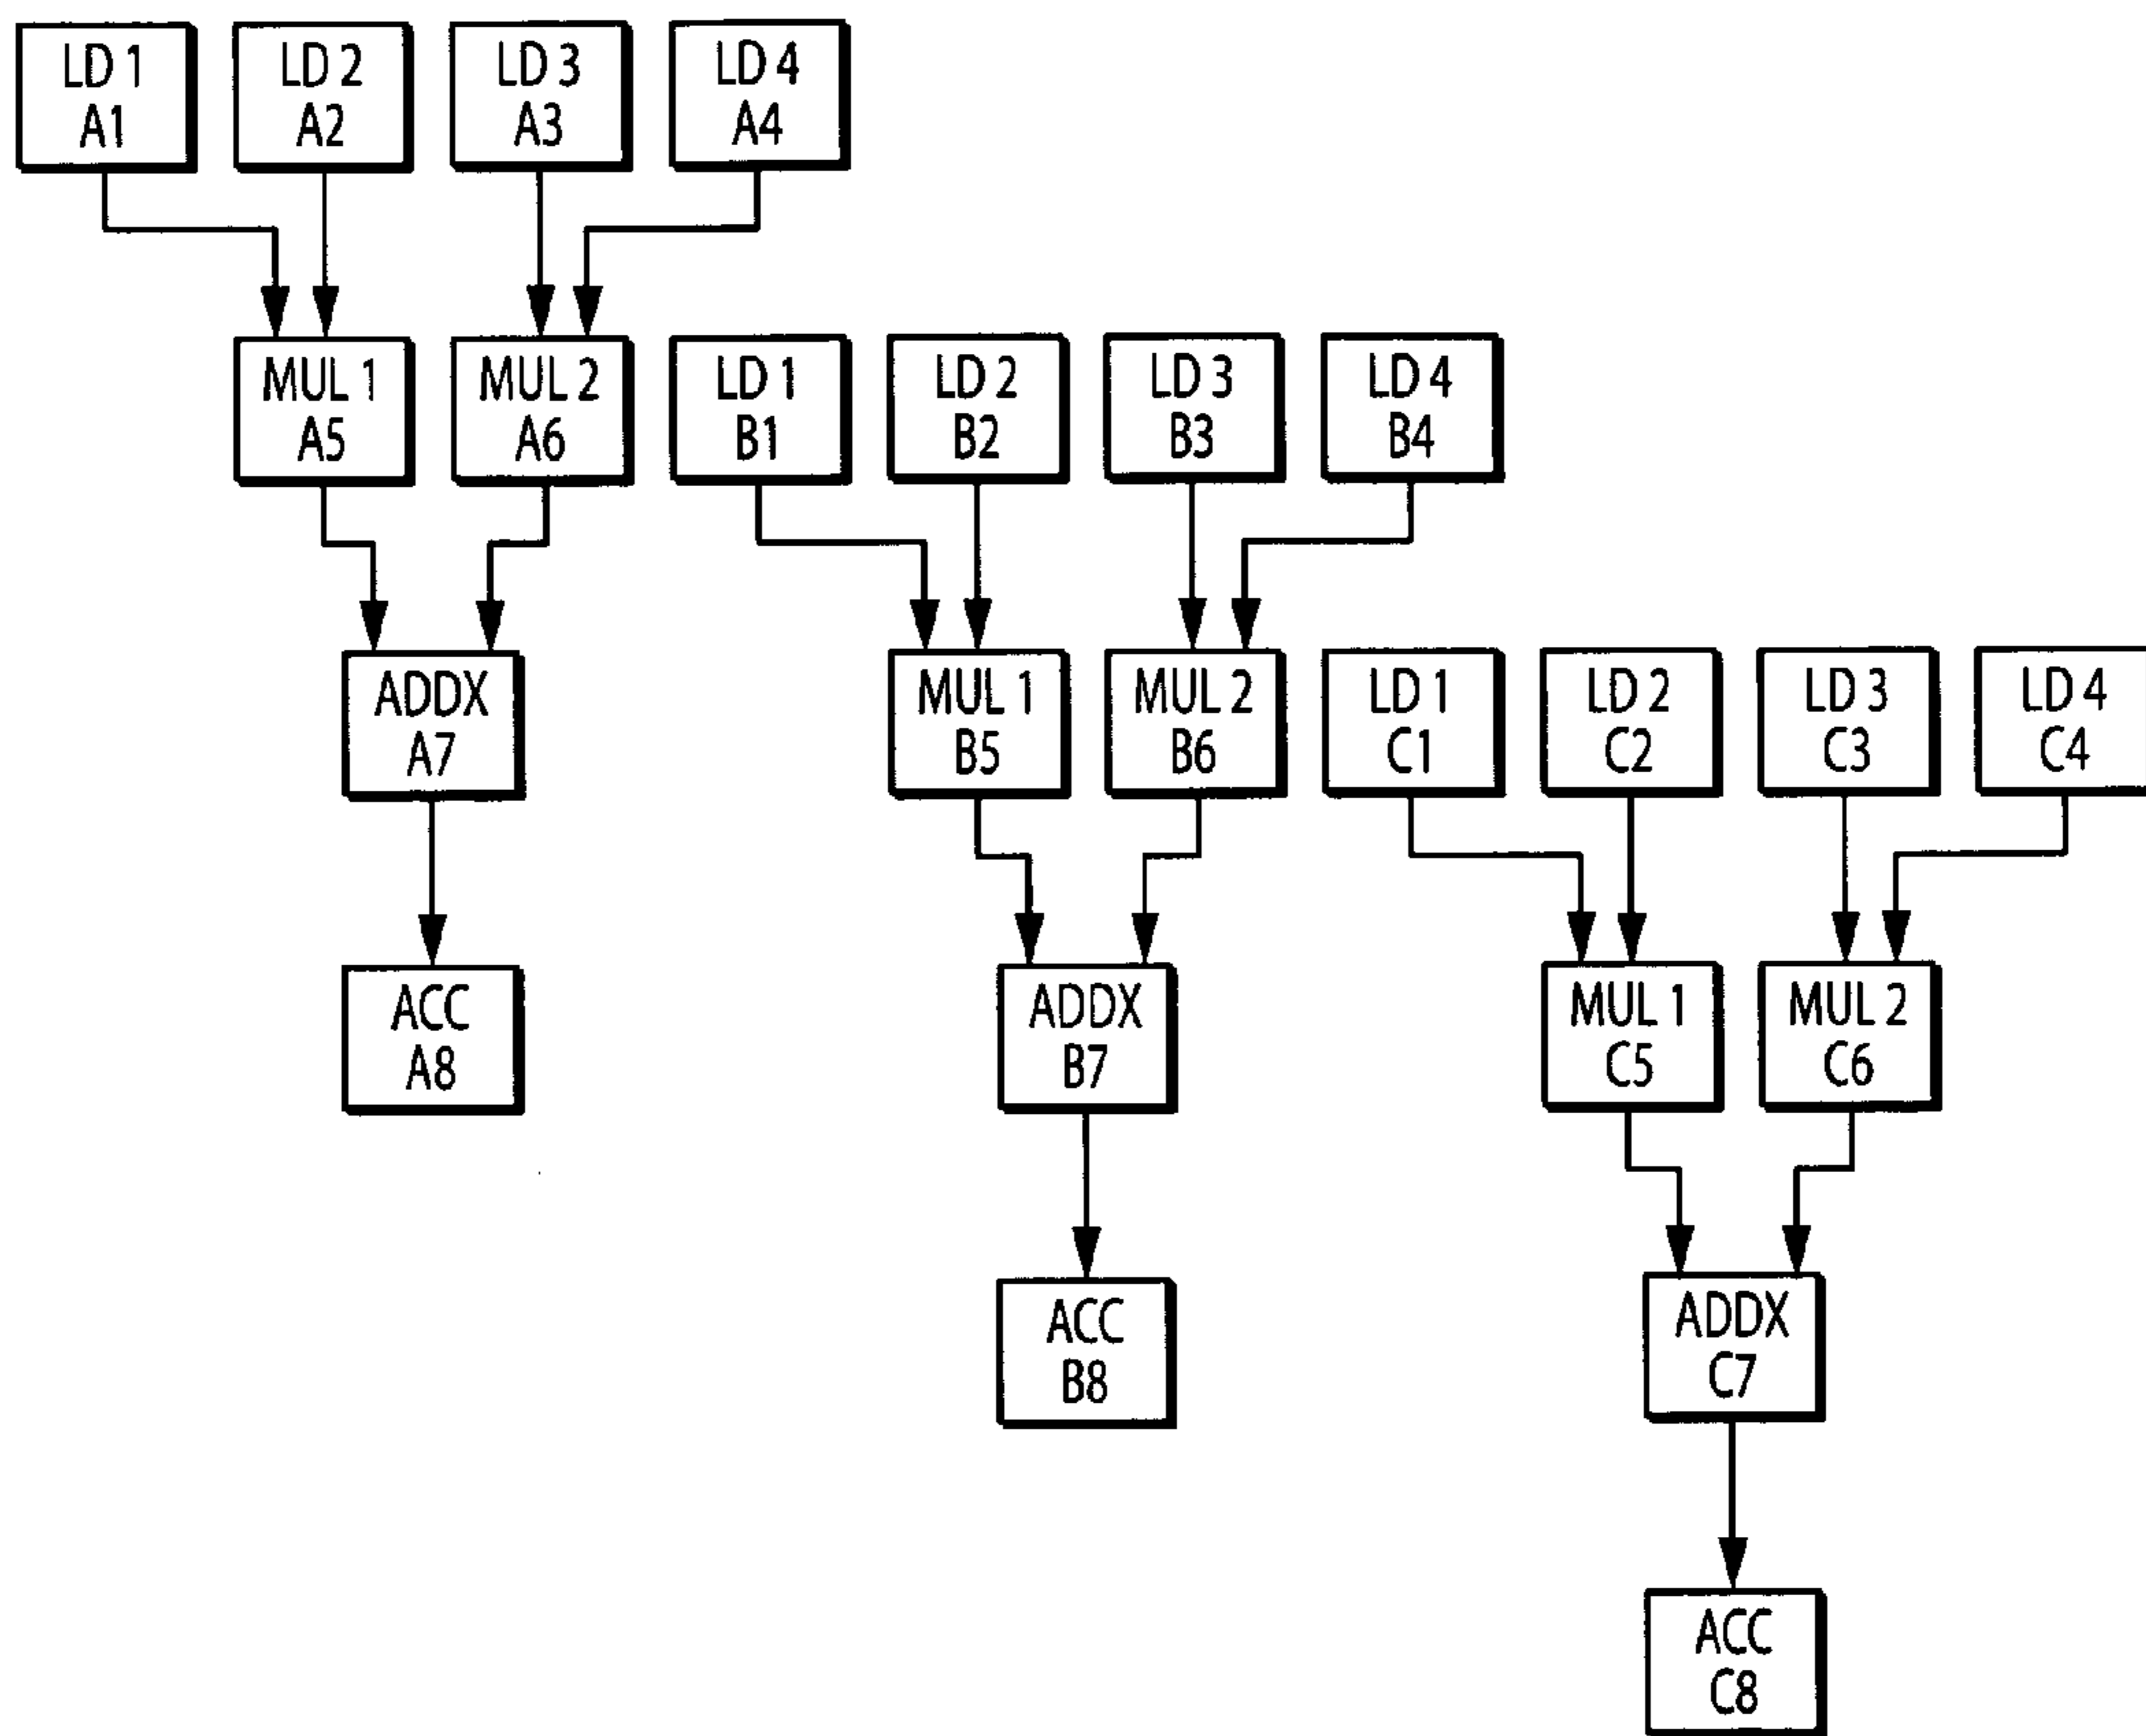 LD 1
A1
LD 2
A2
LD 3
A3
LD 4
A4
MUL 1
A5
MUL 2
A6
LD 1
B1
LD 2
B2
LD 3
B3
LD 4
B4
ADDX
A7
MUL 1
B5
MUL 2
B6
LD 1
C1
LD 2
C2
LD 3
C3
LD 4
C4
ACC
A8
ADDX
B7
MUL 1
C5
MUL 2
C6
ACC
B8
ADDX
C7
ACC
C8